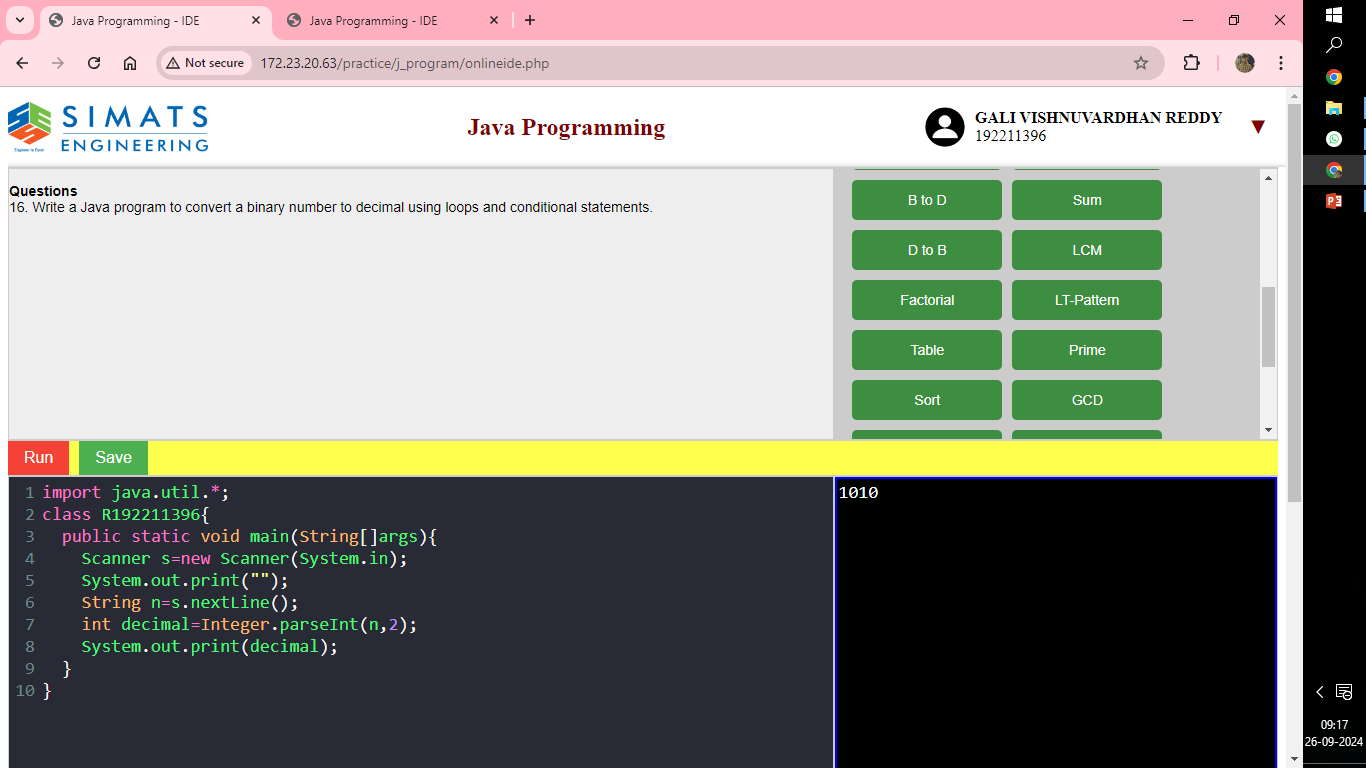 Java Programming - IDE
Java Programming - IDE
Not secure
172.23.20.63/practice/j_program/onlineide.php
SIMATS
ENGINEERING
Engineer to Excel
Java Programming
GALI VISHNUVARDHAN REDDY
192211396
Questions
16. Write a Java program to convert a binary number to decimal using loops and conditional statements.
B to D
Sum
D to B
LCM
Factorial
LT-Pattern
Table
Prime
Sort
GCD
Run
Save
1 import java.util.*;
2 class R192211396{
3   public static void main(String[]args){
4     Scanner s=new Scanner(System.in);
5     System.out.print("");
6     String n=s.nextLine();
7     int decimal=Integer.parseInt(n,2);
8     System.out.print(decimal);
9   }
10 }
1010
09:17
26-09-2024